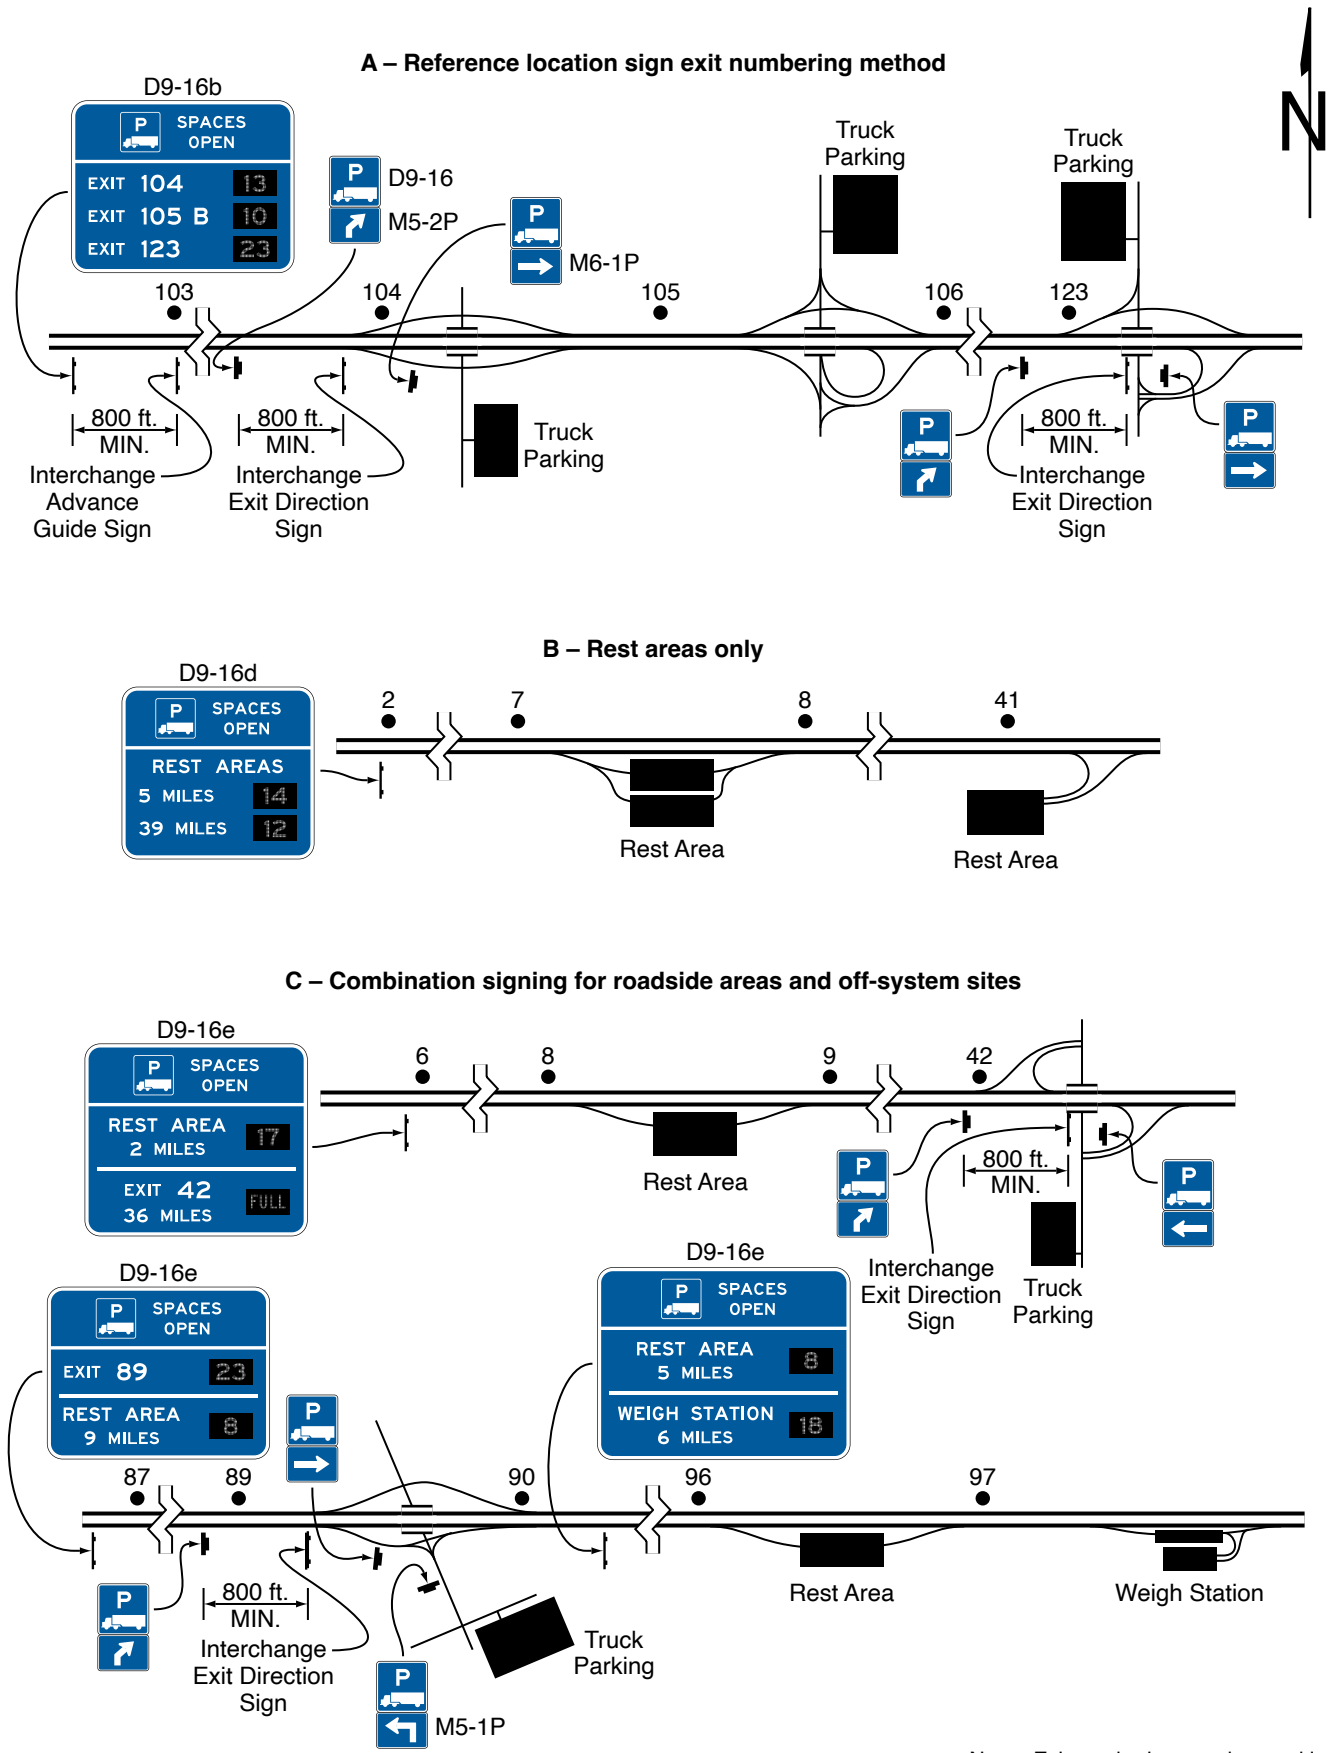 A – Reference location sign exit numbering method
N
D9-16b
P SPACES
OPEN
EXIT 104 13
EXIT 105 B 10
EXIT 123 23
P
D9-16
M5-2P
P
M6-1P
Truck
Parking
Truck
Parking
103
104
105
106
123
800 ft.
MIN.
Interchange
Advance
Guide Sign
800 ft.
MIN.
Interchange
Exit Direction
Sign
Truck
Parking
P
800 ft.
MIN.
Interchange
Exit Direction
Sign
P
B – Rest areas only
D9-16d
P SPACES
OPEN
REST AREAS
5 MILES 14
39 MILES 12
2
7
8
41
Rest Area
Rest Area
C – Combination signing for roadside areas and off-system sites
D9-16e
P SPACES
OPEN
REST AREA
2 MILES 17
EXIT 42
36 MILES FULL
6
8
9
42
Rest Area
P
800 ft.
MIN.
P
Interchange
Exit Direction
Sign
Truck
Parking
D9-16e
P SPACES
OPEN
EXIT 89 23
REST AREA
9 MILES 8
D9-16e
P SPACES
OPEN
REST AREA
5 MILES 8
WEIGH STATION
6 MILES 18
P
87
89
90
96
97
P
800 ft.
MIN.
Interchange
Exit Direction
Sign
P
M5-1P
Truck
Parking
Rest Area
Weigh Station